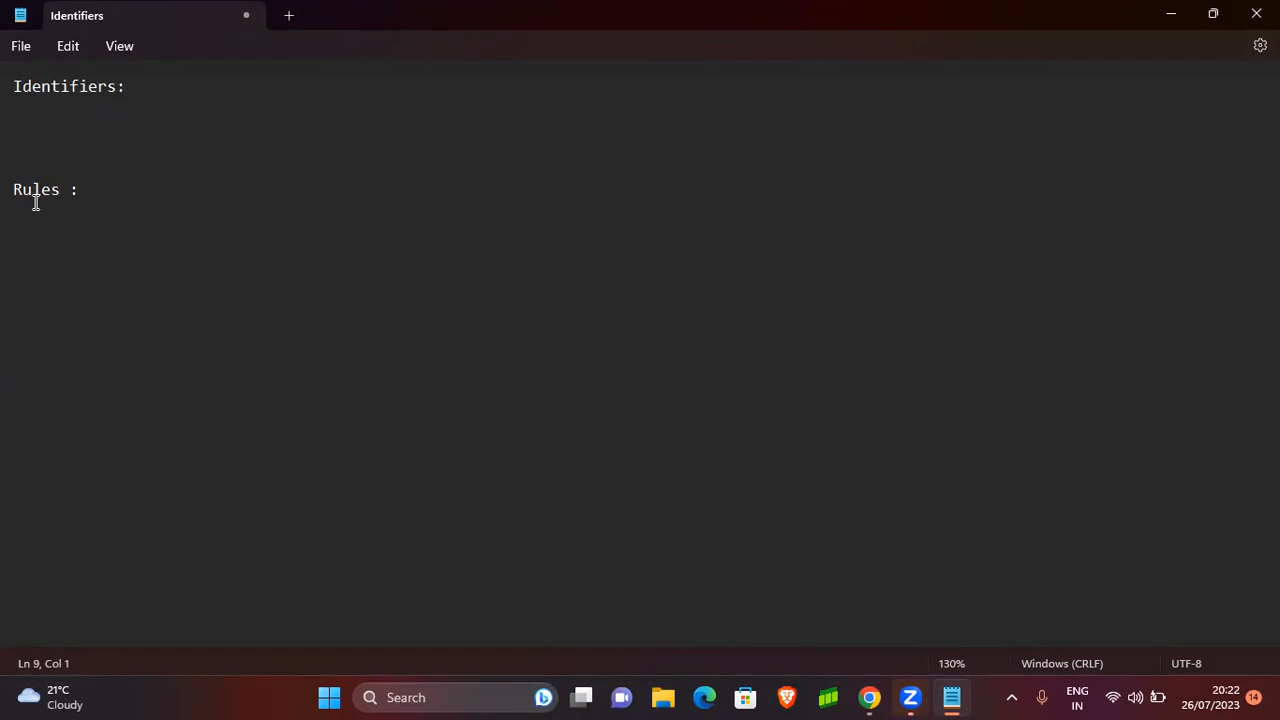 Identifiers
File Edit View
Identifiers:
Rules :
Ln 9, Col 1 130% Windows (CRLF) UTF-8
21°C
Cloudy
Search
ENG
IN
20:22
26/07/2023
14